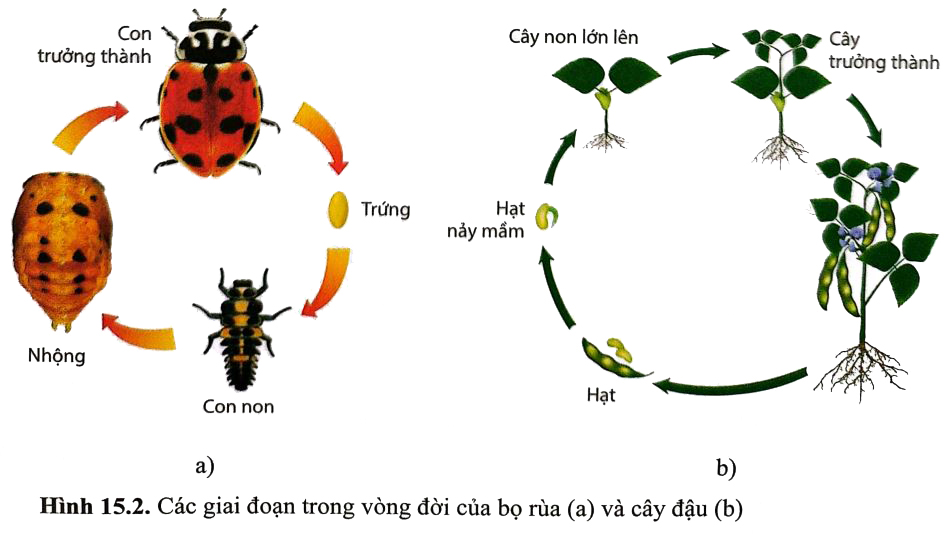 Con
trưởng thành
Trứng
Con non
Nhộng
a)
Cây non lớn lên
Cây
trưởng thành
Hạt
nảy mầm
Hạt
b)
Hình 15.2. Các giai đoạn trong vòng đời của bọ rùa (a) và cây đậu (b)